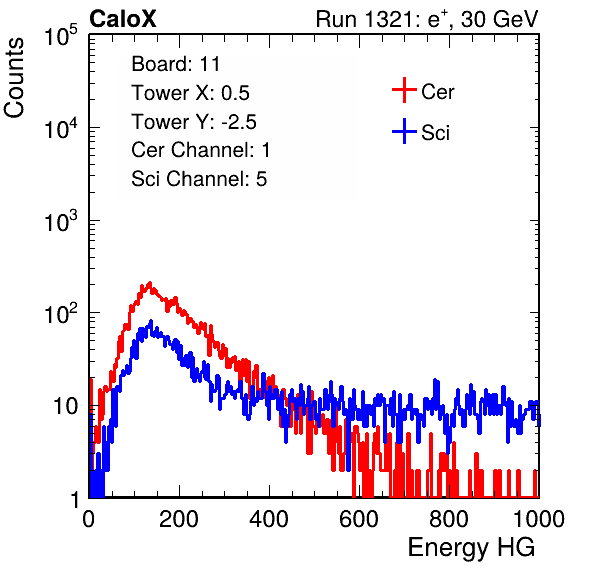 CaloX Run 1321: e⁺, 30 GeV
Counts
10⁵
10⁴
10³
10²
10
1
Board: 11
Tower X: 0.5
Tower Y: -2.5
Cer Channel: 1
Sci Channel: 5
Cer
Sci
0 200 400 600 800 1000
Energy HG